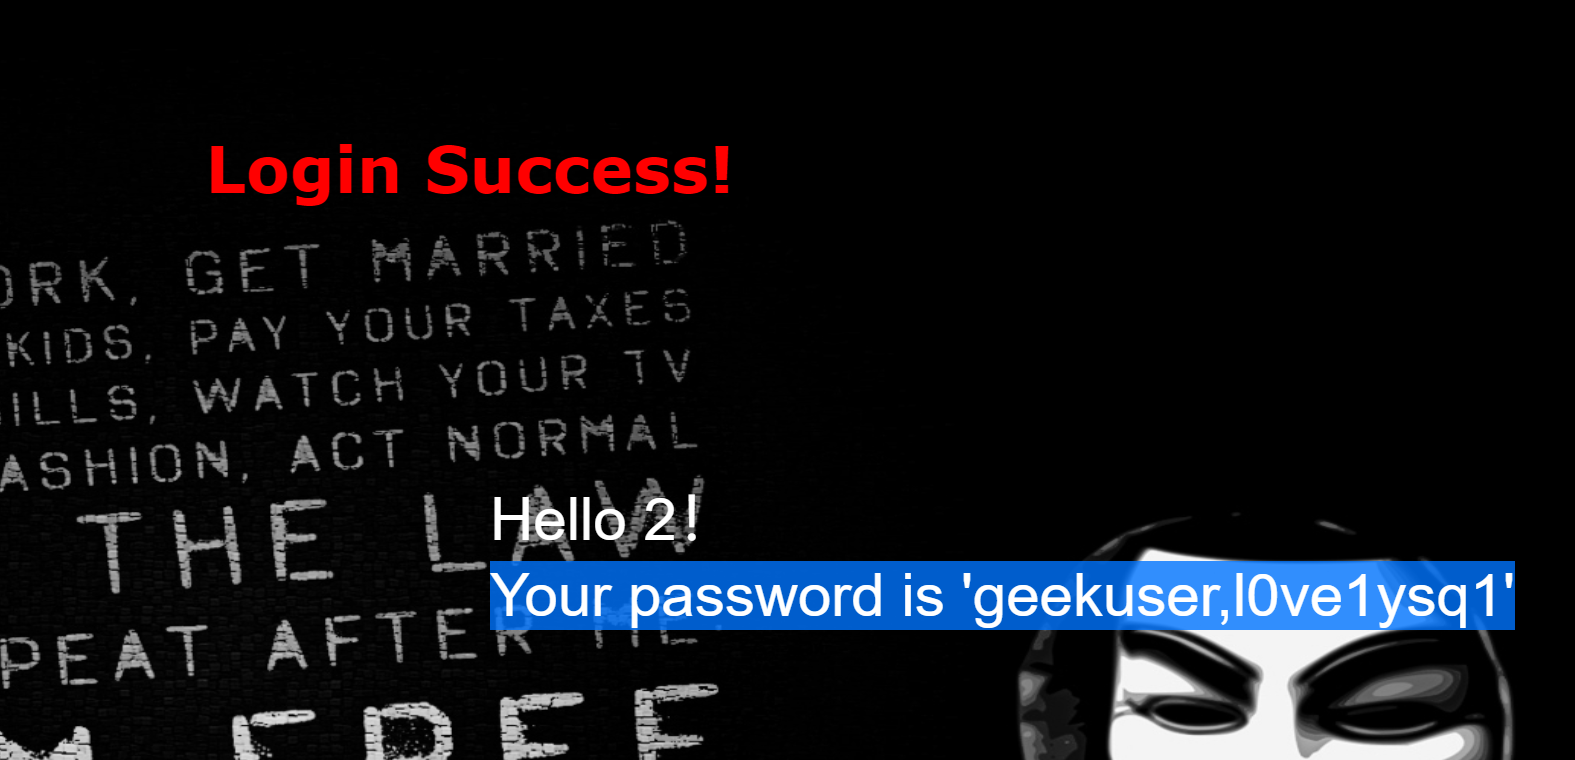 Login Success!
ORK, GET MARRIED
KIDS, PAY YOUR TAXES
ILLS, WATCH YOUR TV
ASHION, ACT NORMAL
THE LAW
Hello 2！
Your password is 'geekuser,l0ve1ysq1'
PEAT AFTER ME:
FREE